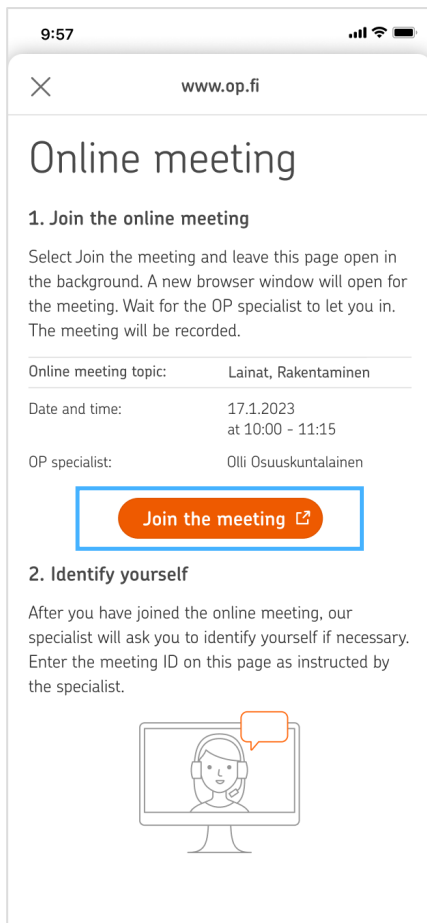 9:57
www.op.fi
Online meeting
1. Join the online meeting
Select Join the meeting and leave this page open in
the background. A new browser window will open for
the meeting. Wait for the OP specialist to let you in.
The meeting will be recorded.
Online meeting topic: Lainat, Rakentaminen
Date and time: 17.1.2023
at 10:00 - 11:15
OP specialist: Olli Osuuskuntalainen
Join the meeting
2. Identify yourself
After you have joined the online meeting, our
specialist will ask you to identify yourself if necessary.
Enter the meeting ID on this page as instructed by
the specialist.